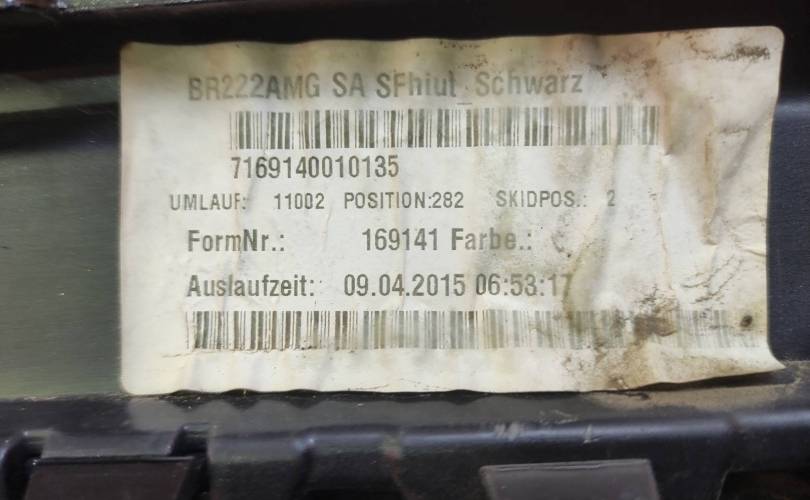 BR222AMG SA SFhiul_Schwarz
7169140010135
UMLAUF: 11002 POSITION:282 SKIDPOS.: 2
FormNr.: 169141 Farbe.:
Auslaufzeit: 09.04.2015 06:53:17